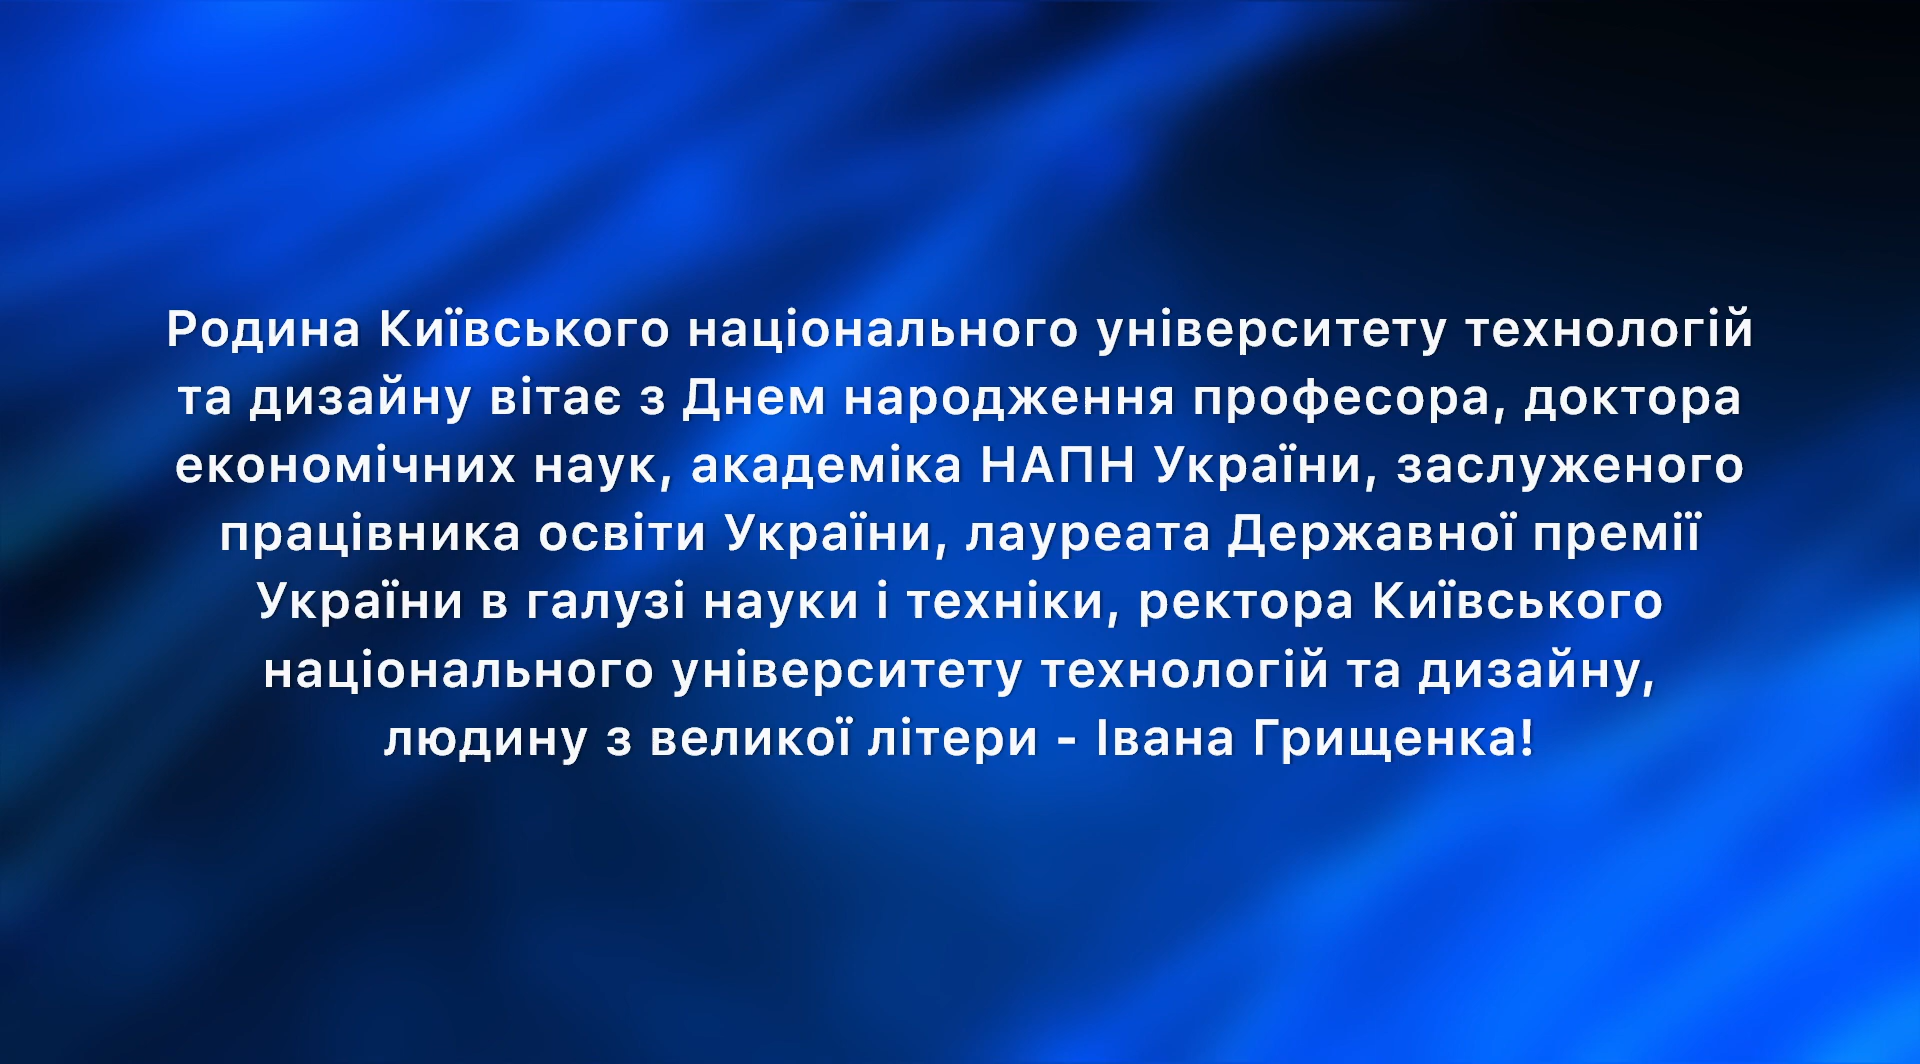 Родина Київського національного університету технологій
та дизайну вітає з Днем народження професора, доктора
економічних наук, академіка НАПН України, заслуженого
працівника освіти України, лауреата Державної премії
України в галузі науки і техніки, ректора Київського
національного університету технологій та дизайну,
людину з великої літери - Івана Грищенка!